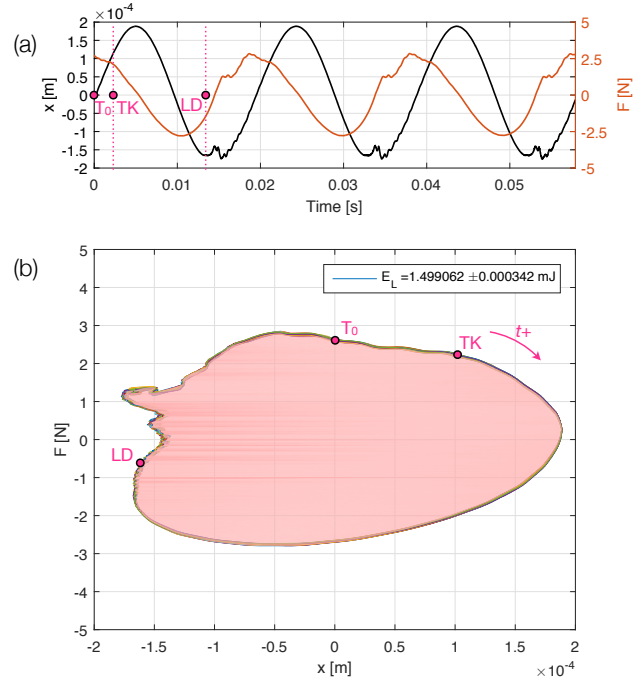 (a)
×10⁻⁴
2
1.5
1
0.5
0
-0.5
-1
-1.5
-2
x [m]
T₀ TK LD
5
2.5
0
-2.5
-5
F [N]
0 0.01 0.02 0.03 0.04 0.05
Time [s]
(b)
5
4
3
2
1
0
-1
-2
-3
-4
-5
F [N]
E_L =1.499062 ±0.000342 mJ
T₀
TK
t+
LD
-2 -1.5 -1 -0.5 0 0.5 1 1.5 2
x [m]
×10⁻⁴